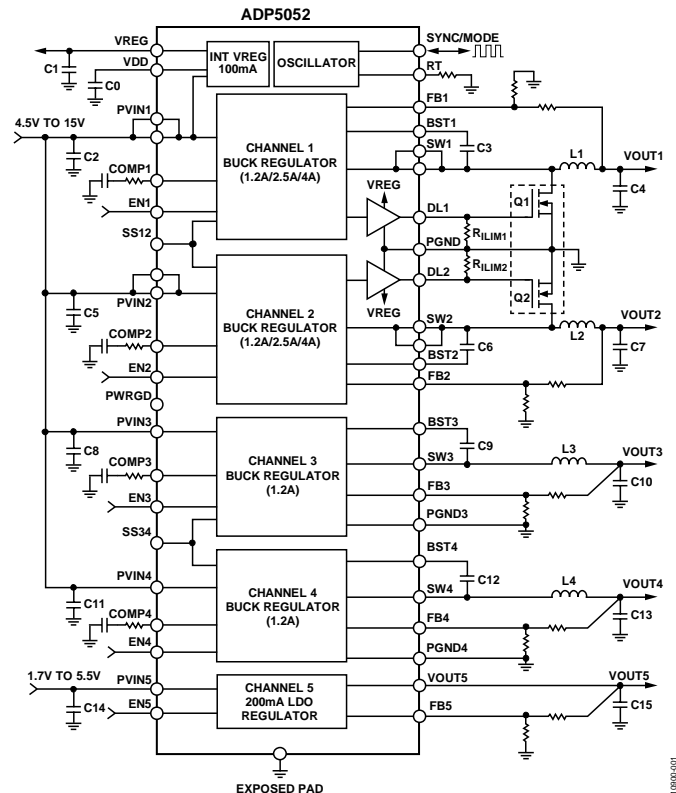 ADP5052
VREG
C1
VDD
C0
INT VREG
100mA
OSCILLATOR
SYNC/MODE
RT
4.5V TO 15V
PVIN1
C2
COMP1
EN1
SS12
CHANNEL 1
BUCK REGULATOR
(1.2A/2.5A/4A)
FB1
BST1
C3
SW1
L1
VOUT1
C4
VREG
DL1
Q1
RILIM1
PGND
RILIM2
DL2
Q2
VREG
PVIN2
C5
COMP2
EN2
PWRGD
CHANNEL 2
BUCK REGULATOR
(1.2A/2.5A/4A)
SW2
L2
VOUT2
C6
C7
BST2
FB2
PVIN3
C8
COMP3
EN3
SS34
CHANNEL 3
BUCK REGULATOR
(1.2A)
BST3
C9
SW3
L3
VOUT3
C10
FB3
PGND3
PVIN4
C11
COMP4
EN4
CHANNEL 4
BUCK REGULATOR
(1.2A)
BST4
C12
SW4
L4
VOUT4
C13
FB4
PGND4
1.7V TO 5.5V
PVIN5
C14
EN5
CHANNEL 5
200mA LDO
REGULATOR
VOUT5
VOUT5
C15
FB5
EXPOSED PAD
10900-001